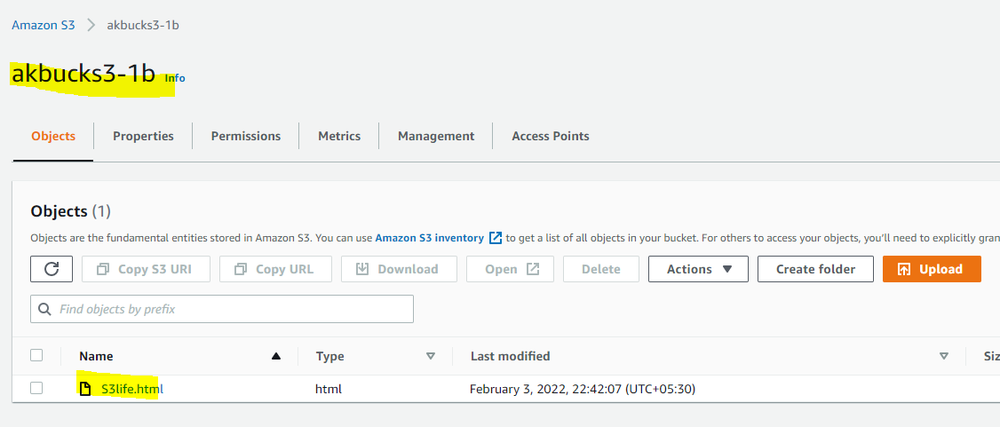 Amazon S3 > akbucks3-1b
akbucks3-1b Info
Objects Properties Permissions Metrics Management Access Points
Objects (1)
Objects are the fundamental entities stored in Amazon S3. You can use Amazon S3 inventory to get a list of all objects in your bucket. For others to access your objects, you'll need to explicitly gran
Copy S3 URI Copy URL Download Open Delete Actions Create folder Upload
Find objects by prefix
Name Type Last modified Siz
S3life.html html February 3, 2022, 22:42:07 (UTC+05:30)